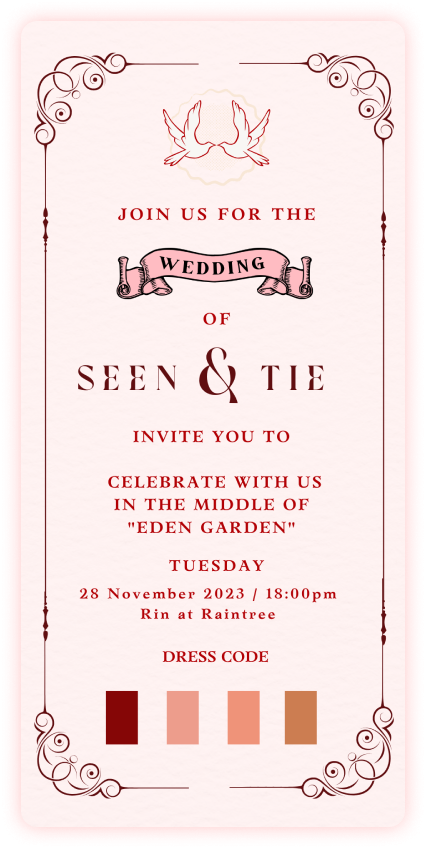 JOIN US FOR THE
WEDDING
OF
SEEN & TIE
INVITE YOU TO
CELEBRATE WITH US
IN THE MIDDLE OF
"EDEN GARDEN"
TUESDAY
28 November 2023 / 18:00pm
Rin at Raintree
DRESS CODE